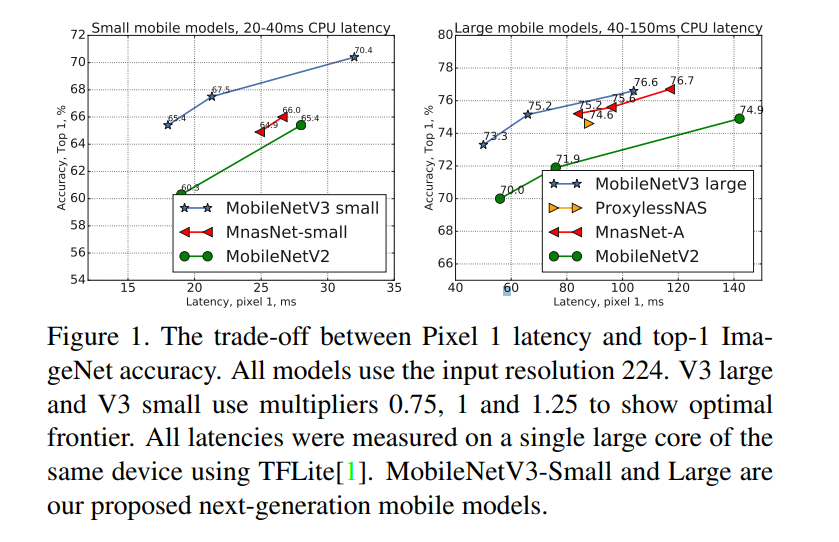 Small mobile models, 20-40ms CPU latency
72
70
68
66
64
62
60
58
56
54
Accuracy, Top 1, %
65.4
67.5
70.4
64.9
66.0
60.3
65.4
MobileNetV3 small
MnasNet-small
MobileNetV2
15
20
25
30
35
Latency, pixel 1, ms
Large mobile models, 40-150ms CPU latency
80
78
76
74
72
70
68
66
Accuracy, Top 1, %
73.3
75.2
76.6
74.6
75.2
75.6
76.7
70.0
71.9
74.9
MobileNetV3 large
ProxylessNAS
MnasNet-A
MobileNetV2
40
60
80
100
120
140
Latency, pixel 1, ms
Figure 1. The trade-off between Pixel 1 latency and top-1 Ima-
geNet accuracy. All models use the input resolution 224. V3 large
and V3 small use multipliers 0.75, 1 and 1.25 to show optimal
frontier. All latencies were measured on a single large core of the
same device using TFLite[1]. MobileNetV3-Small and Large are
our proposed next-generation mobile models.